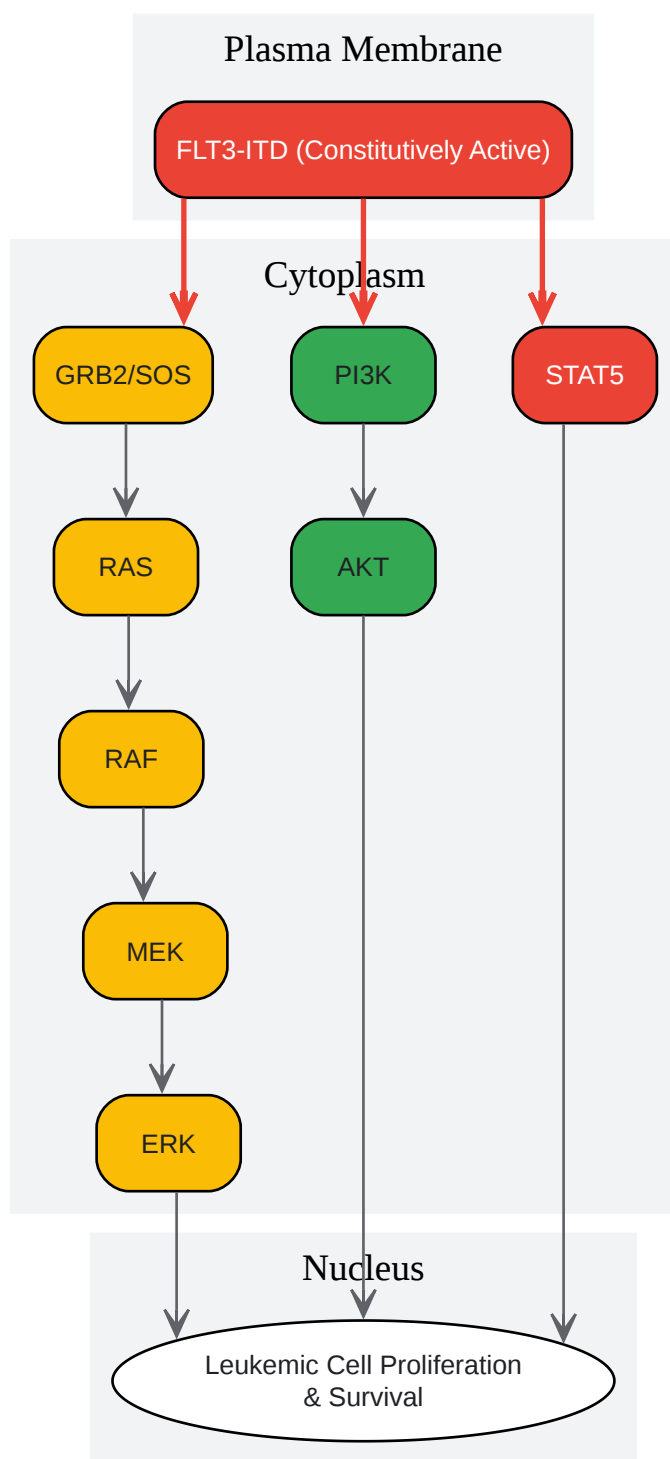 Plasma Membrane
FLT3-ITD (Constitutively Active)
Cytoplasm
GRB2/SOS
PI3K
STAT5
RAS
AKT
RAF
MEK
ERK
Nucleus
Leukemic Cell Proliferation
& Survival